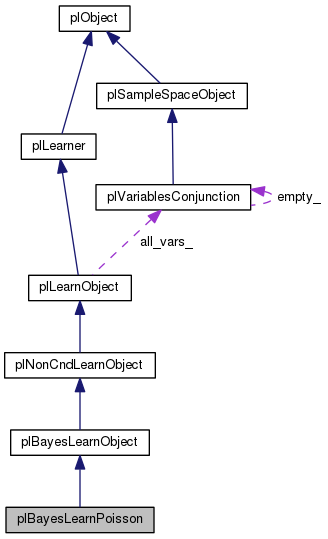 plObject
plSampleSpaceObject
plLearner
plVariablesConjunction
empty_
all_vars_
plLearnObject
plNonCndLearnObject
plBayesLearnObject
plBayesLearnPoisson